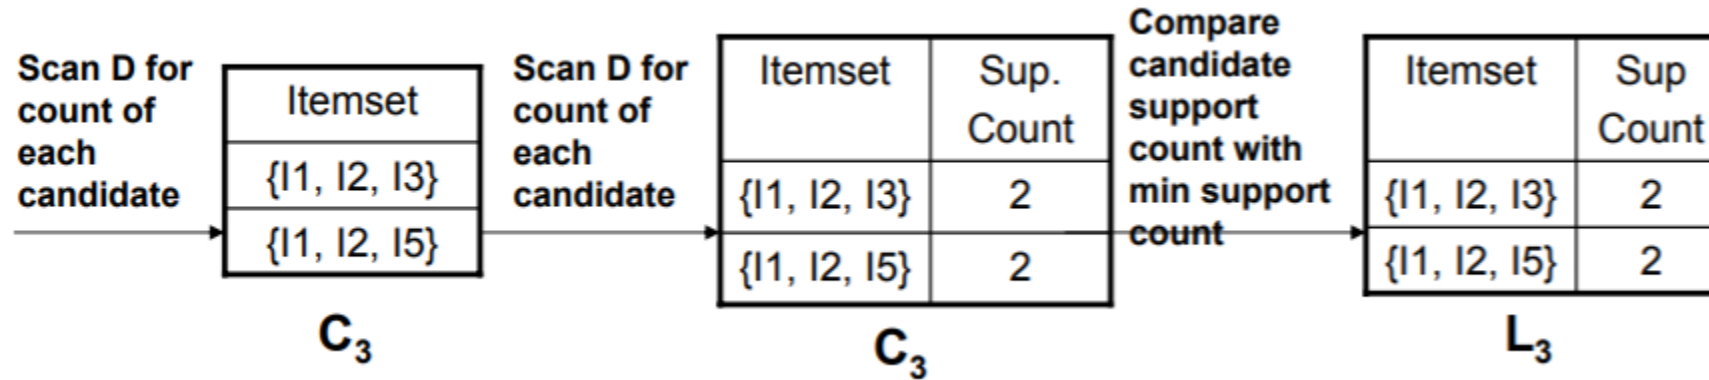 Scan D for
count of
each
candidate
Itemset
{I1, I2, I3}
{I1, I2, I5}
C3
Scan D for
count of
each
candidate
Itemset Sup. Count
{I1, I2, I3} 2
{I1, I2, I5} 2
C3
Compare
candidate
support
count with
min support
count
Itemset Sup Count
{I1, I2, I3} 2
{I1, I2, I5} 2
L3